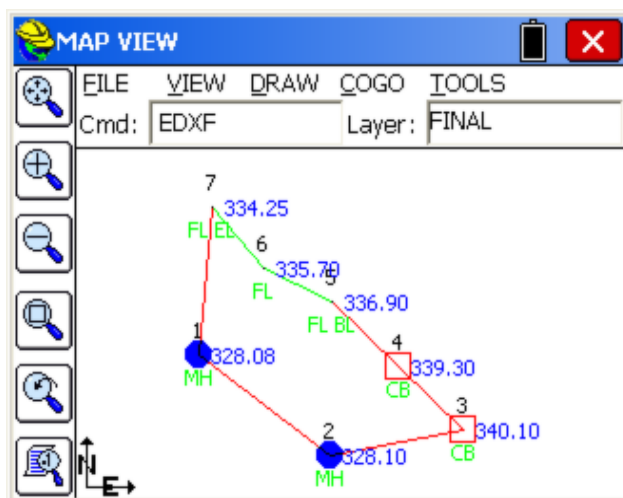 MAP VIEW
FILE VIEW DRAW COGO TOOLS
Cmd: EDXF Layer: FINAL
7
334.25
FL EL
6
335.70
FL
5
336.90
FL BL
4
339.30
CB
1
328.08
MH
3
340.10
CB
2
328.10
MH
N
E